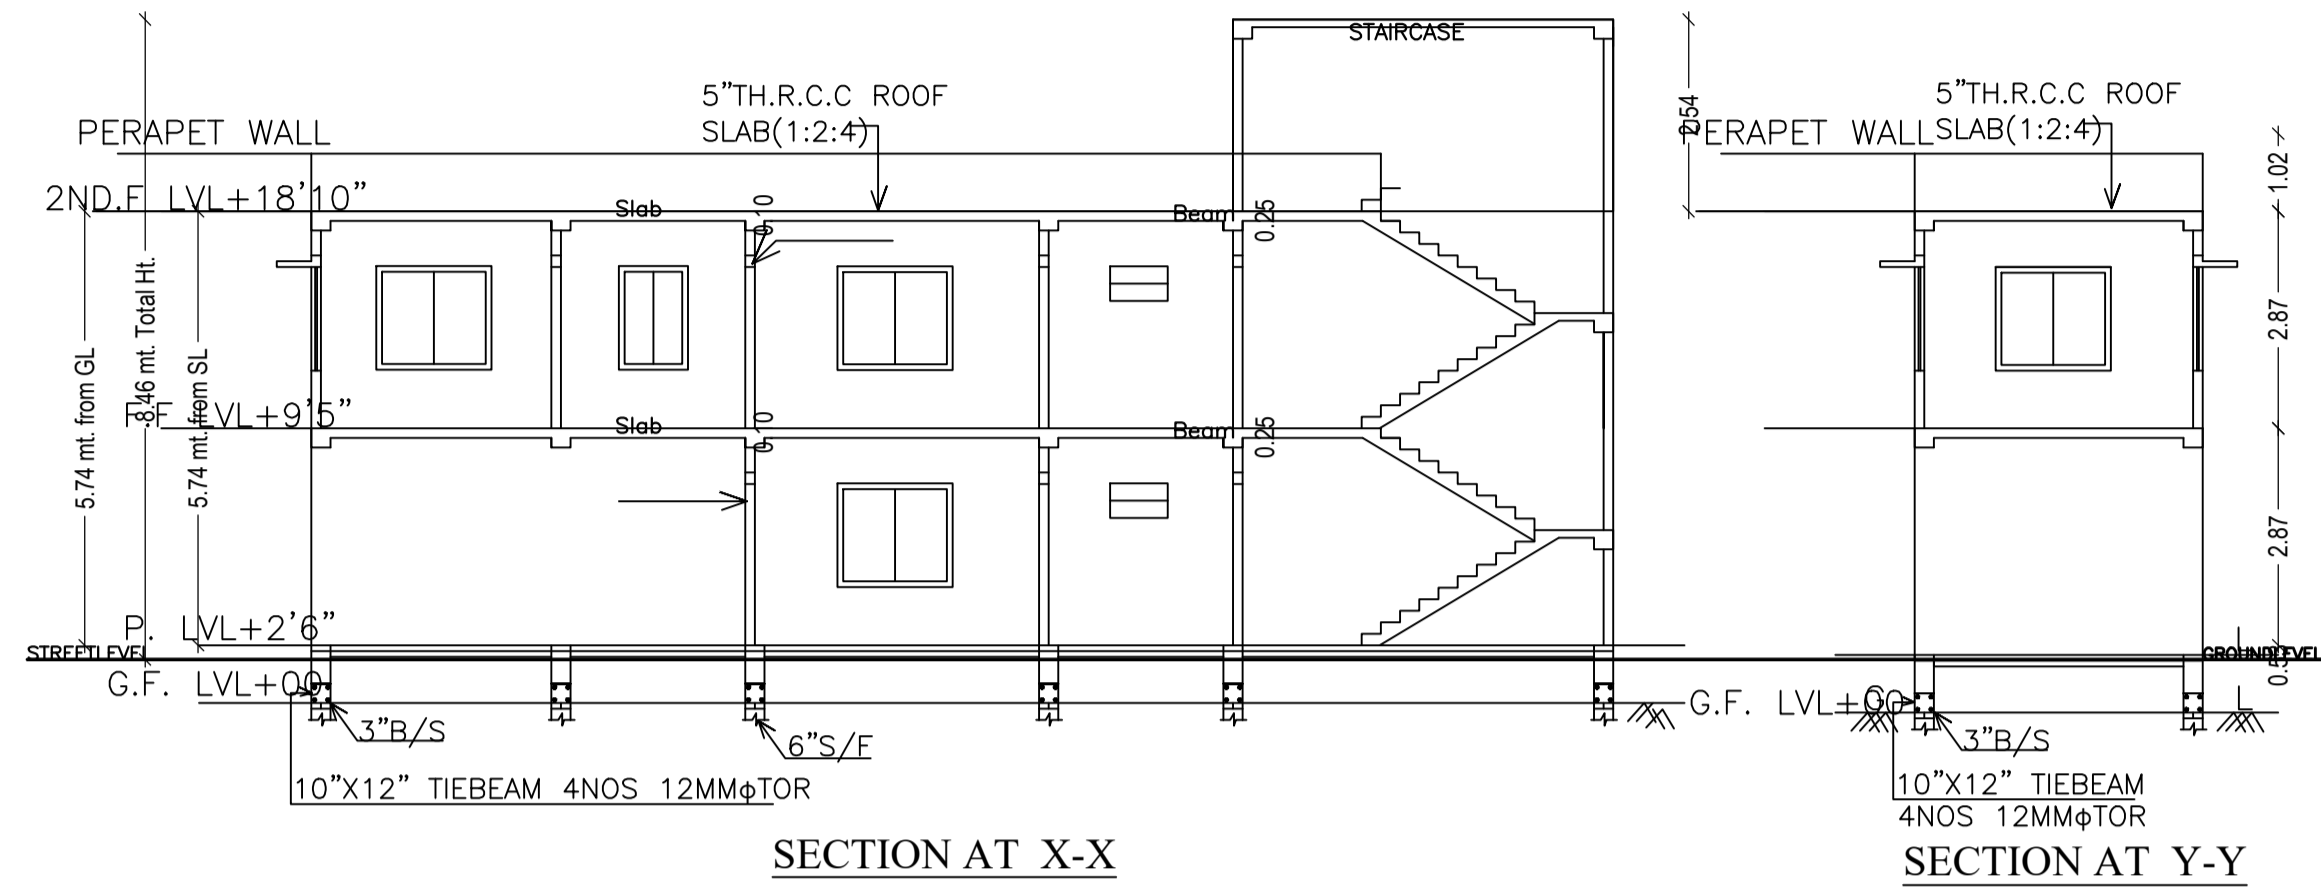 STAIRCASE
5"TH.R.C.C ROOF
SLAB(1:2:4)
PERAPET WALL
2ND.F LVL+18'10"
Slab
0.10
Beam
0.25
8.46 mt. Total Ht.
5.74 mt. from GL
5.74 mt. from SL
F.F LVL+9'5"
Slab
0.10
Beam
0.25
P. LVL+2'6"
STREETLEVEL
G.F. LVL+00
3"B/S
6"S/F
10"X12" TIEBEAM 4NOS 12MMϕTOR
SECTION AT X-X
2.54
5"TH.R.C.C ROOF
SLAB(1:2:4)
PERAPET WALL
1.02
2.87
2.87
L
GROUNDLEVEL
G.F. LVL+00
G
L
3"B/S
10"X12" TIEBEAM
4NOS 12MMϕTOR
SECTION AT Y-Y